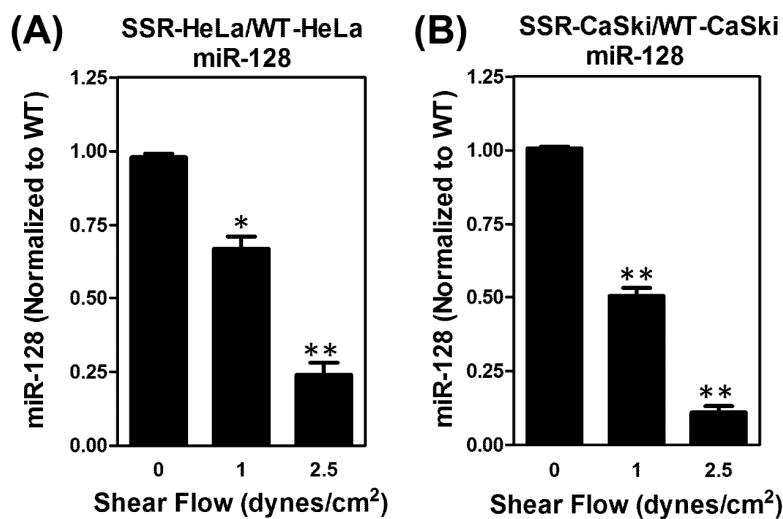 (A)
SSR-HeLa/WT-HeLa
miR-128
miR-128 (Normalized to WT)
1.25
1.00
0.75
0.50
0.25
0.00
*
**
0 1 2.5
Shear Flow (dynes/cm²)
(B)
SSR-CaSki/WT-CaSki
miR-128
miR-128 (Normalized to WT)
1.25
1.00
0.75
0.50
0.25
0.00
**
**
0 1 2.5
Shear Flow (dynes/cm²)